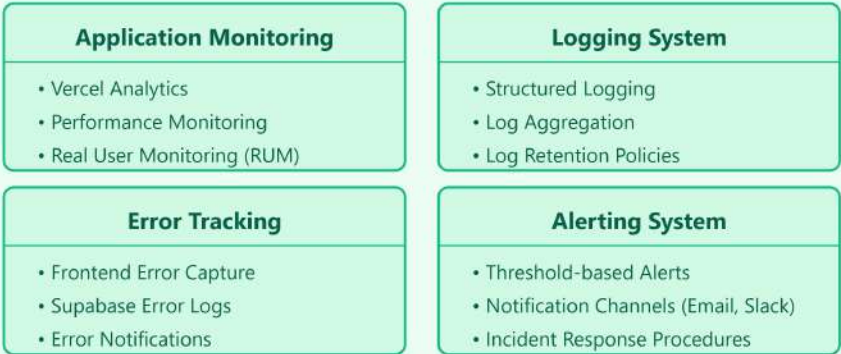 Application Monitoring
• Vercel Analytics
• Performance Monitoring
• Real User Monitoring (RUM)
Logging System
• Structured Logging
• Log Aggregation
• Log Retention Policies
Error Tracking
• Frontend Error Capture
• Supabase Error Logs
• Error Notifications
Alerting System
• Threshold-based Alerts
• Notification Channels (Email, Slack)
• Incident Response Procedures